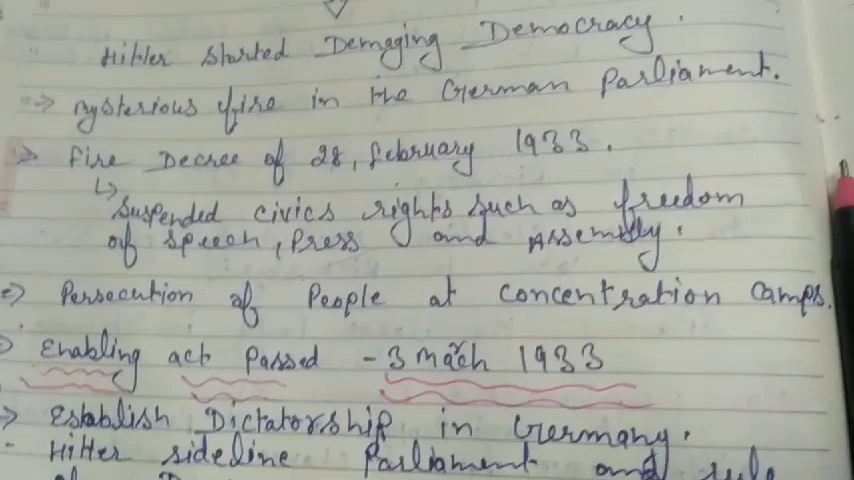 Hitler started Demaging Democracy.
⇒ mysterious fire in the German Parliament.
⇒ Fire Decree of 28, February 1933.
↳ Suspended civics rights such as freedom
of speech, Press and Assembly.
⇒ Persecution of People at concentration camps.
⇒ Enabling act Passed - 3 March 1933
⇒ Establish Dictatorship in Germany.
- Hitler sideline Parliament and rule